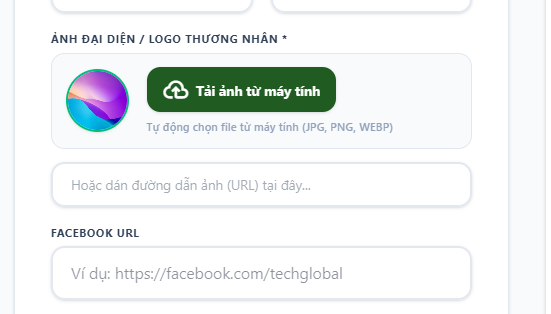 ẢNH ĐẠI DIỆN / LOGO THƯƠNG NHÂN *
Tải ảnh từ máy tính
Tự động chọn file từ máy tính (JPG, PNG, WEBP)
Hoặc dán đường dẫn ảnh (URL) tại đây...
FACEBOOK URL
Ví dụ: https://facebook.com/techglobal